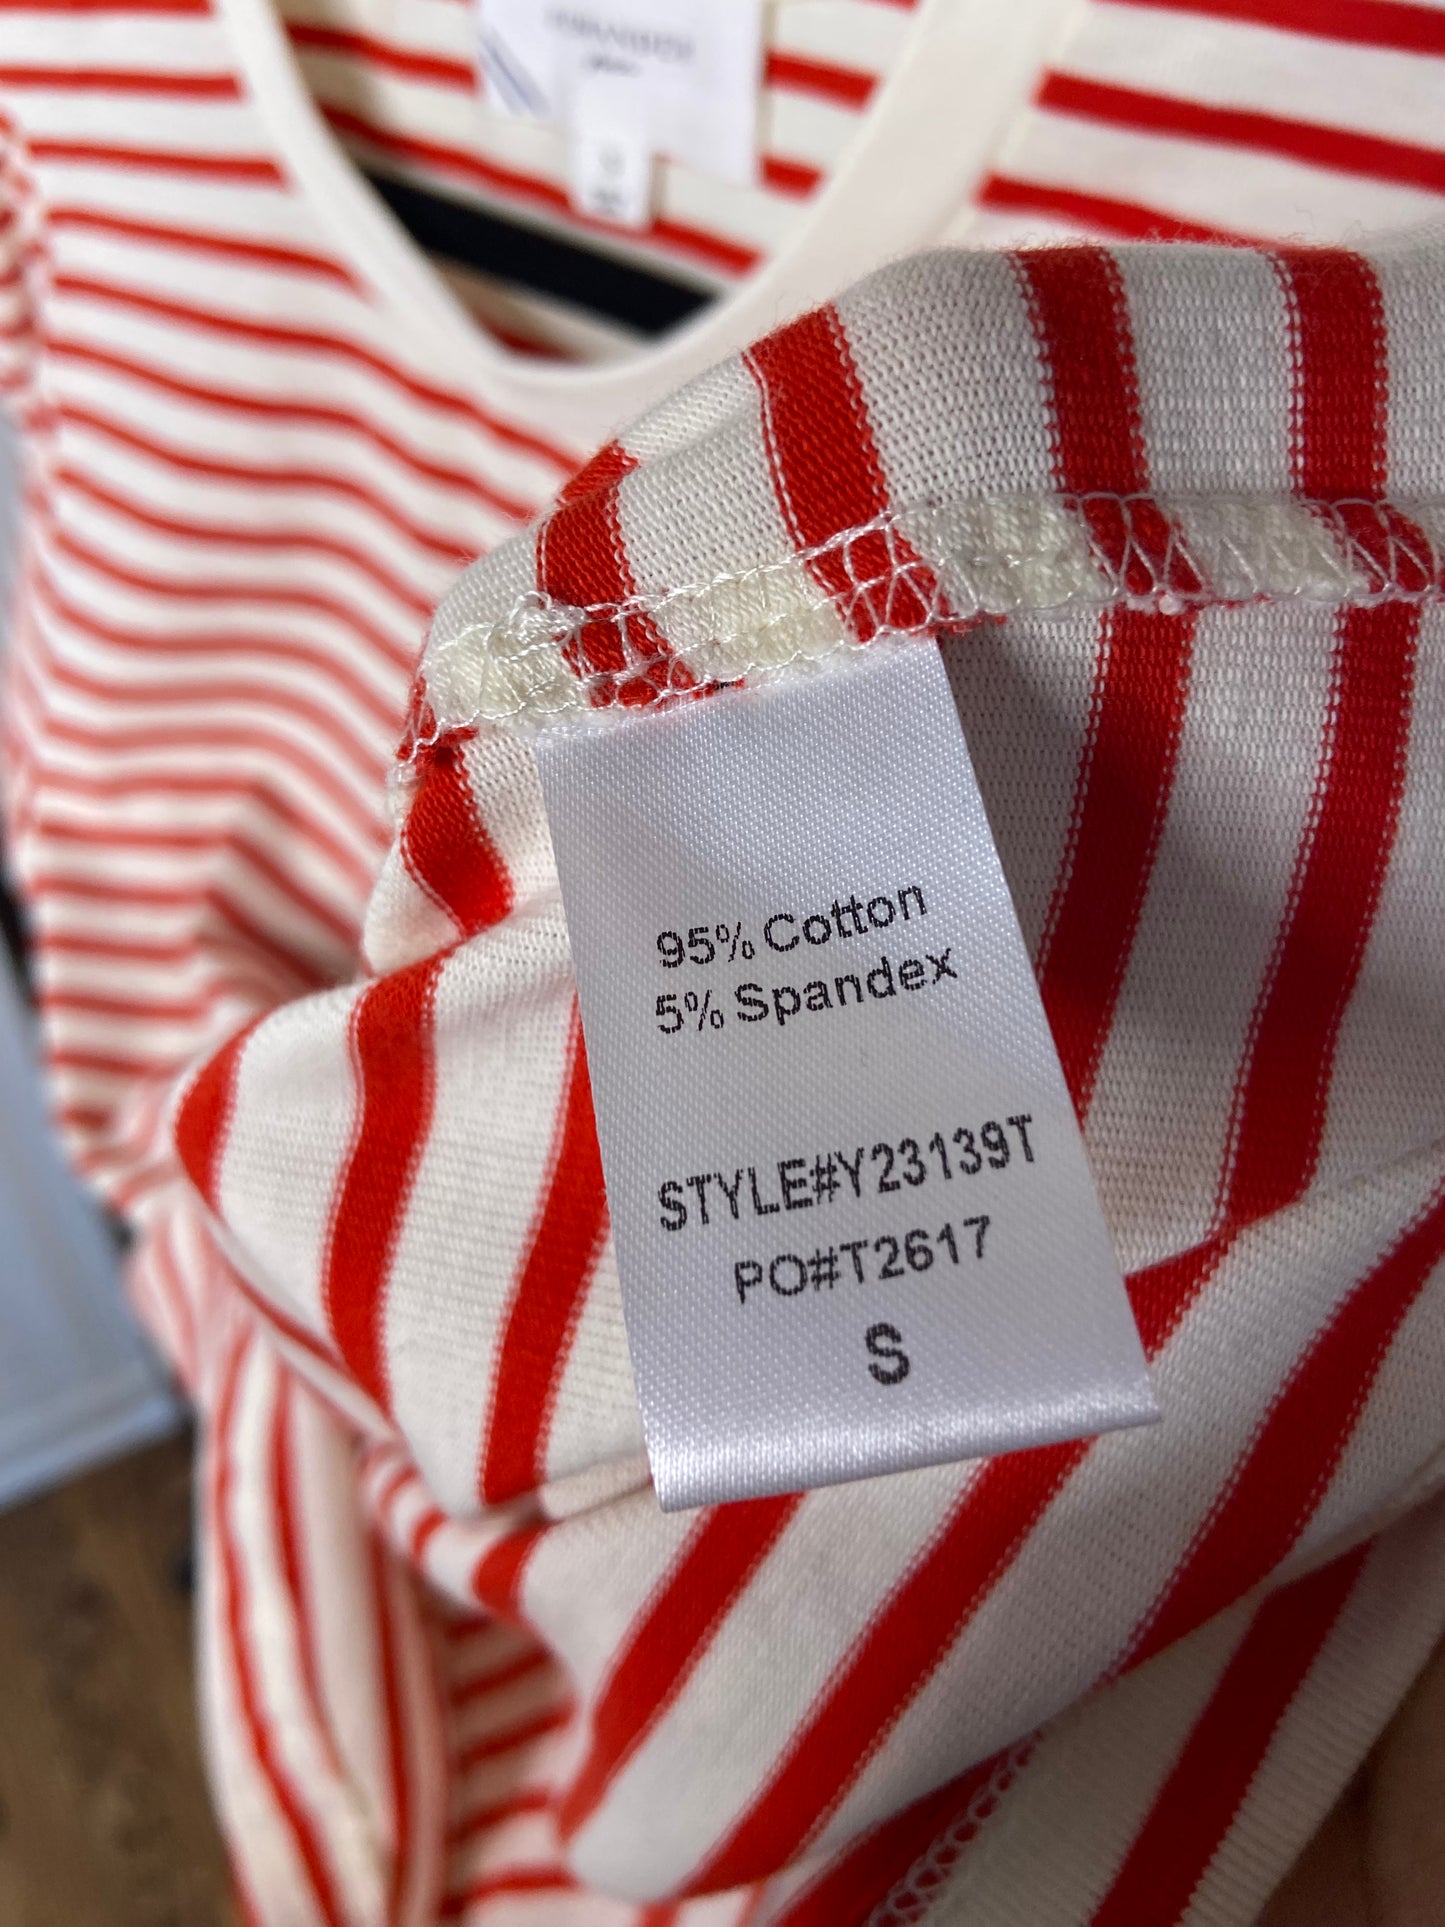 95% Cotton
5% Spandex
STYLE#Y23139T
PO#T2617
S